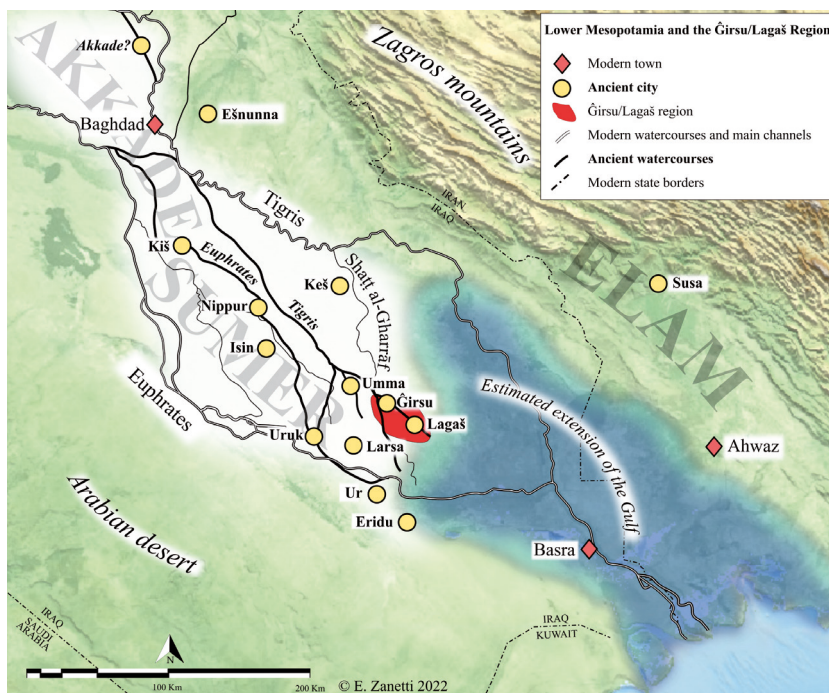 Lower Mesopotamia and the Ĝirsu/Lagaš Region
Modern town
Ancient city
Ĝirsu/Lagaš region
Modern watercourses and main channels
Ancient watercourses
Modern state borders
Zagros mountains
Akkade?
AKKADE
Baghdad
Ešnunna
IRAN
IRAQ
Tigris
Kiš
Euphrates
Keš
Shaṭṭ al-Gharrāf
ELAM
Susa
Nippur
Tigris
SUMER
Isin
Umma
Ĝirsu
Estimated extension of the Gulf
Euphrates
Lagaš
Uruk
Larsa
Ahwaz
Ur
Arabian desert
Eridu
Basra
IRAQ
SAUDI
ARABIA
IRAQ
KUWAIT
N
100 Km
200 Km
© E. Zanetti 2022